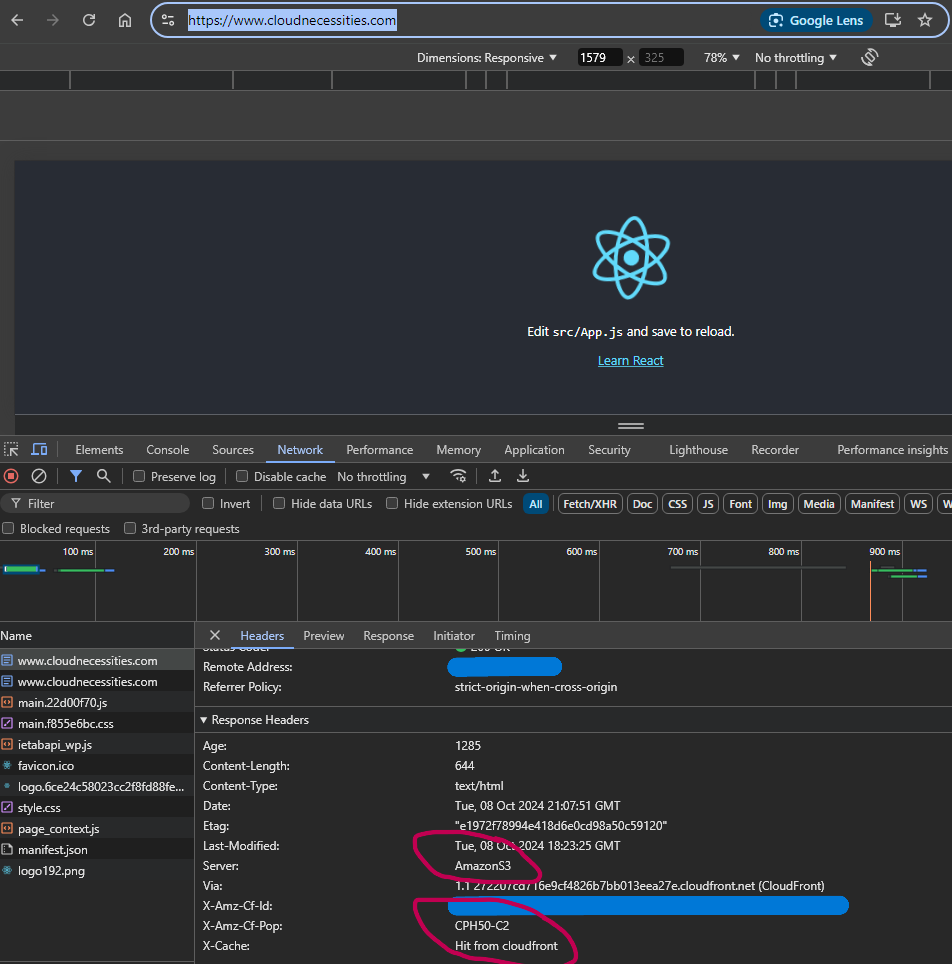 https://www.cloudnecessities.com Google Lens
Dimensions: Responsive ▼ 1579 × 325 78% ▼ No throttling ▼
Edit src/App.js and save to reload.
Learn React
Elements Console Sources Network Performance Memory Application Security Lighthouse Recorder Performance insights
Preserve log Disable cache No throttling ▼
Filter Invert Hide data URLs Hide extension URLs All Fetch/XHR Doc CSS JS Font Img Media Manifest WS
Blocked requests 3rd-party requests
100 ms 200 ms 300 ms 400 ms 500 ms 600 ms 700 ms 800 ms 900 ms
Name
www.cloudnecessities.com
www.cloudnecessities.com
main.22d00f70.js
main.f855e6bc.css
ietabapi_wp.js
favicon.ico
logo.6ce24c58023cc2f8fd88fe...
style.css
page_context.js
manifest.json
logo192.png
Headers Preview Response Initiator Timing
Remote Address:
Referrer Policy: strict-origin-when-cross-origin
▼ Response Headers
Age: 1285
Content-Length: 644
Content-Type: text/html
Date: Tue, 08 Oct 2024 21:07:51 GMT
Etag: "e1972f78994e418d6e0cd98a50c59120"
Last-Modified: Tue, 08 Oct 2024 18:23:25 GMT
Server: AmazonS3
Via: 1.1 272207cd716e9cf4826b7bb013eea27e.cloudfront.net (CloudFront)
X-Amz-Cf-Id:
X-Amz-Cf-Pop: CPH50-C2
X-Cache: Hit from cloudfront